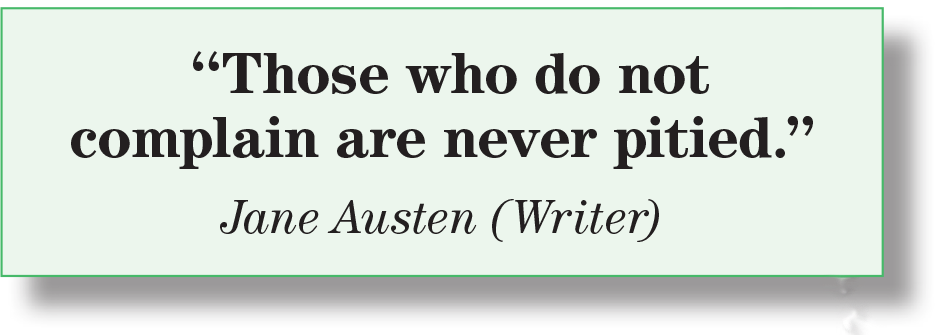 “Those who do not
complain are never pitied.”
Jane Austen (Writer)